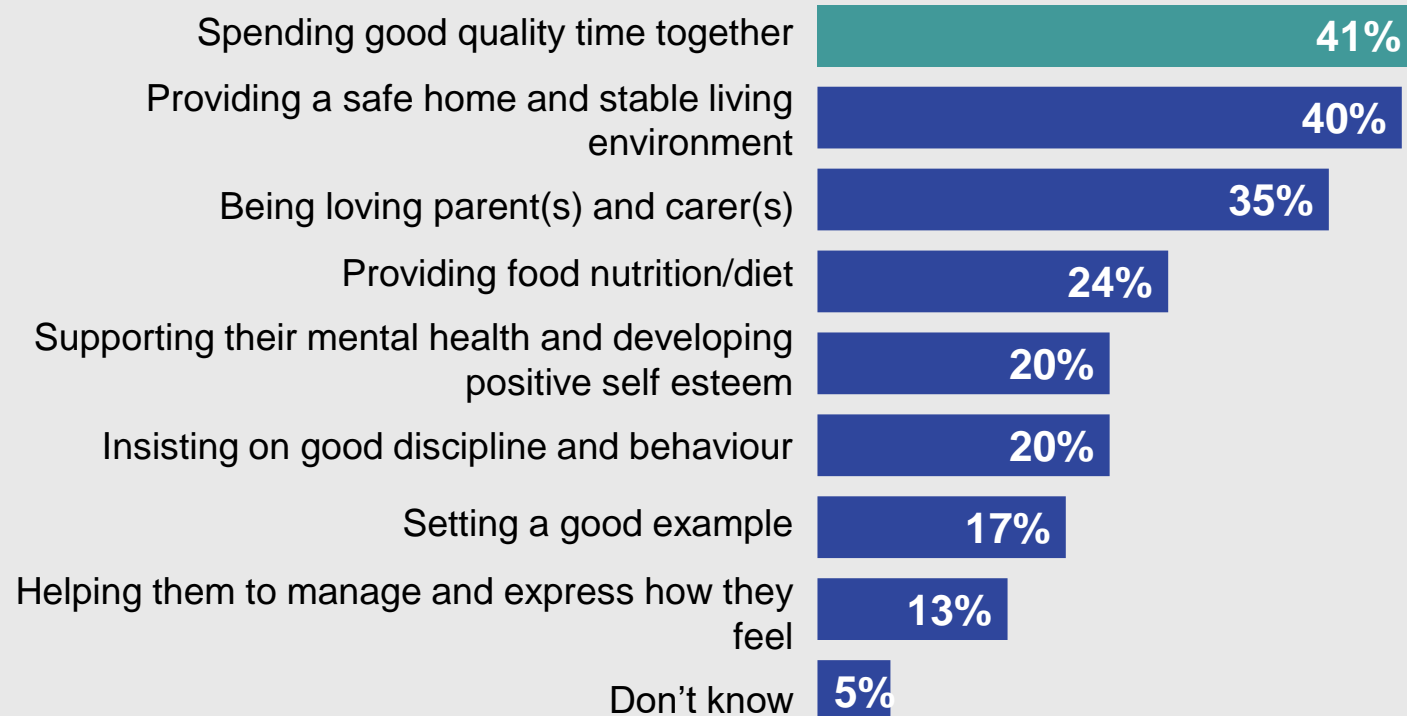 Spending good quality time together 41%
Providing a safe home and stable living
environment 40%
Being loving parent(s) and carer(s) 35%
Providing food nutrition/diet 24%
Supporting their mental health and developing
positive self esteem 20%
Insisting on good discipline and behaviour 20%
Setting a good example 17%
Helping them to manage and express how they
feel 13%
Don’t know 5%